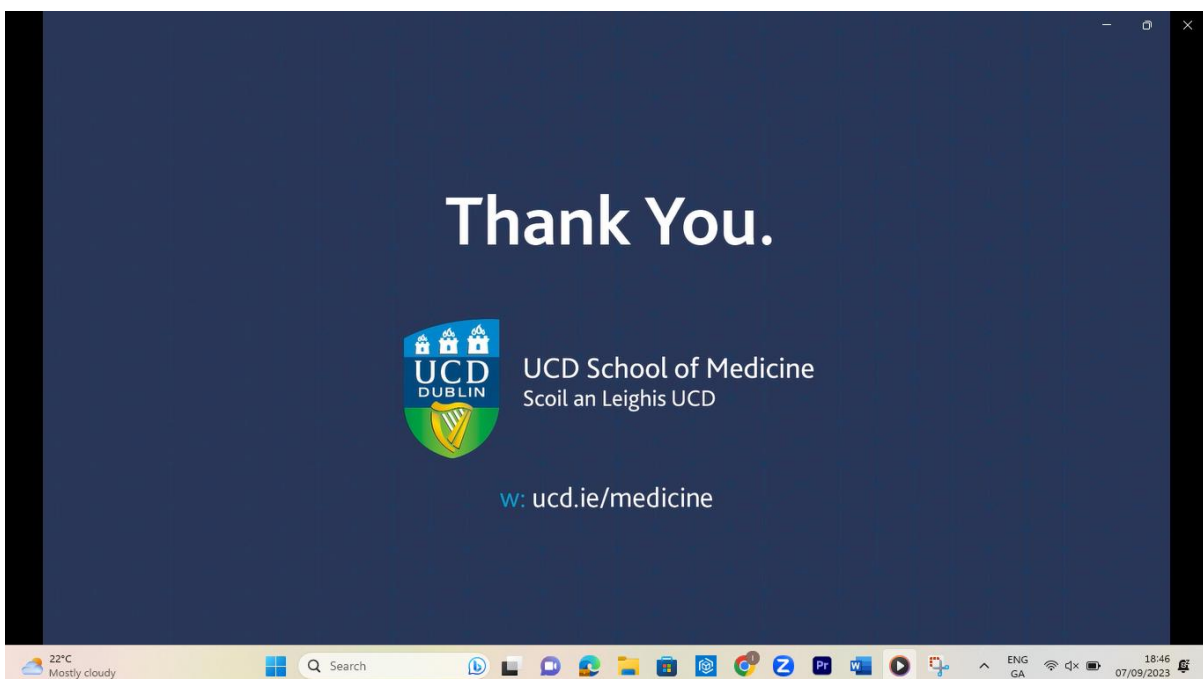 Thank You.
UCD
DUBLIN
UCD School of Medicine
Scoil an Leighis UCD
w: ucd.ie/medicine
22°C
Mostly cloudy
Search
b
Z
Pr
W
ENG
GA
18:46
07/09/2023